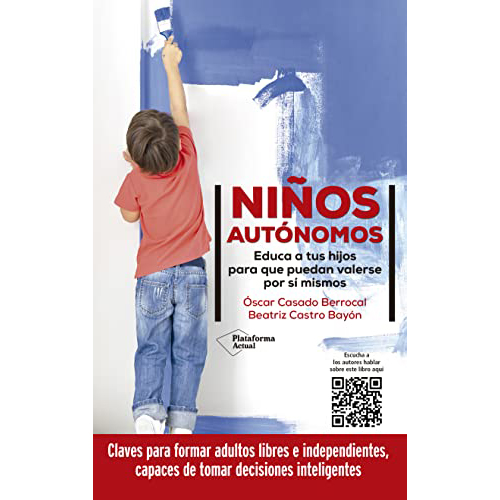 NIÑOS
AUTÓNOMOS
Educa a tus hijos
para que puedan valerse
por sí mismos
Óscar Casado Berrocal
Beatriz Castro Bayón
Plataforma
Actual
Escucha a
los autores hablar
sobre este libro aquí
Claves para formar adultos libres e independientes,
capaces de tomar decisiones inteligentes